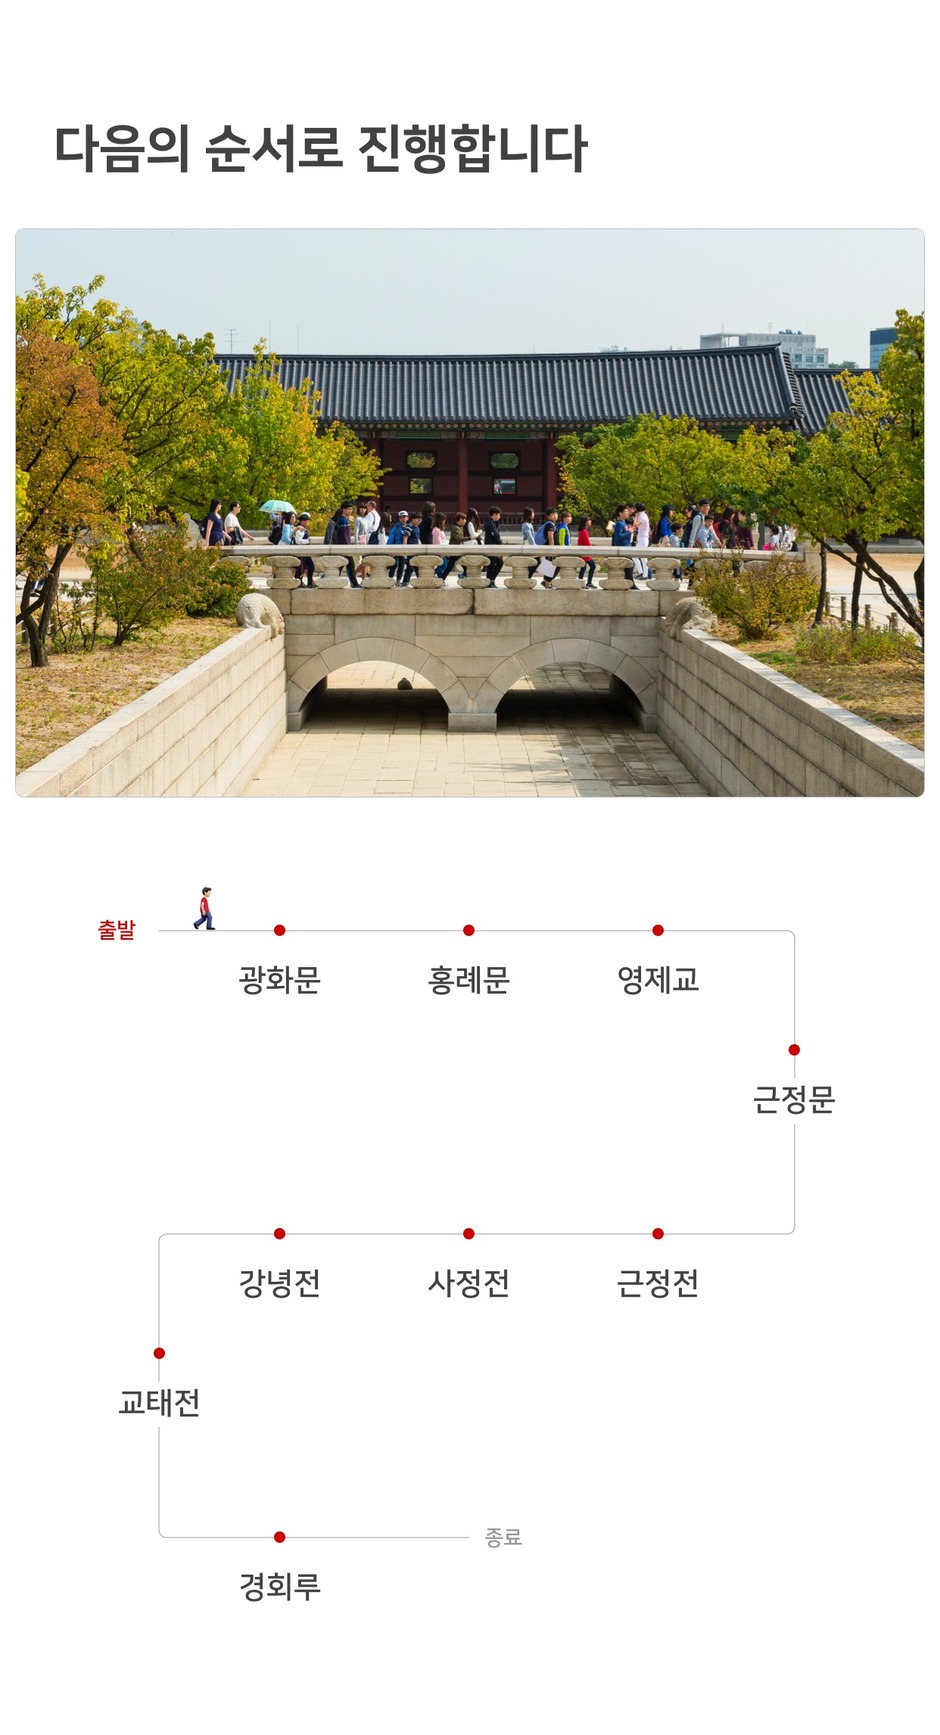 다음의 순서로 진행합니다
출발
광화문
홍례문
영제교
근정문
근정전
사정전
강녕전
교태전
경회루
종료